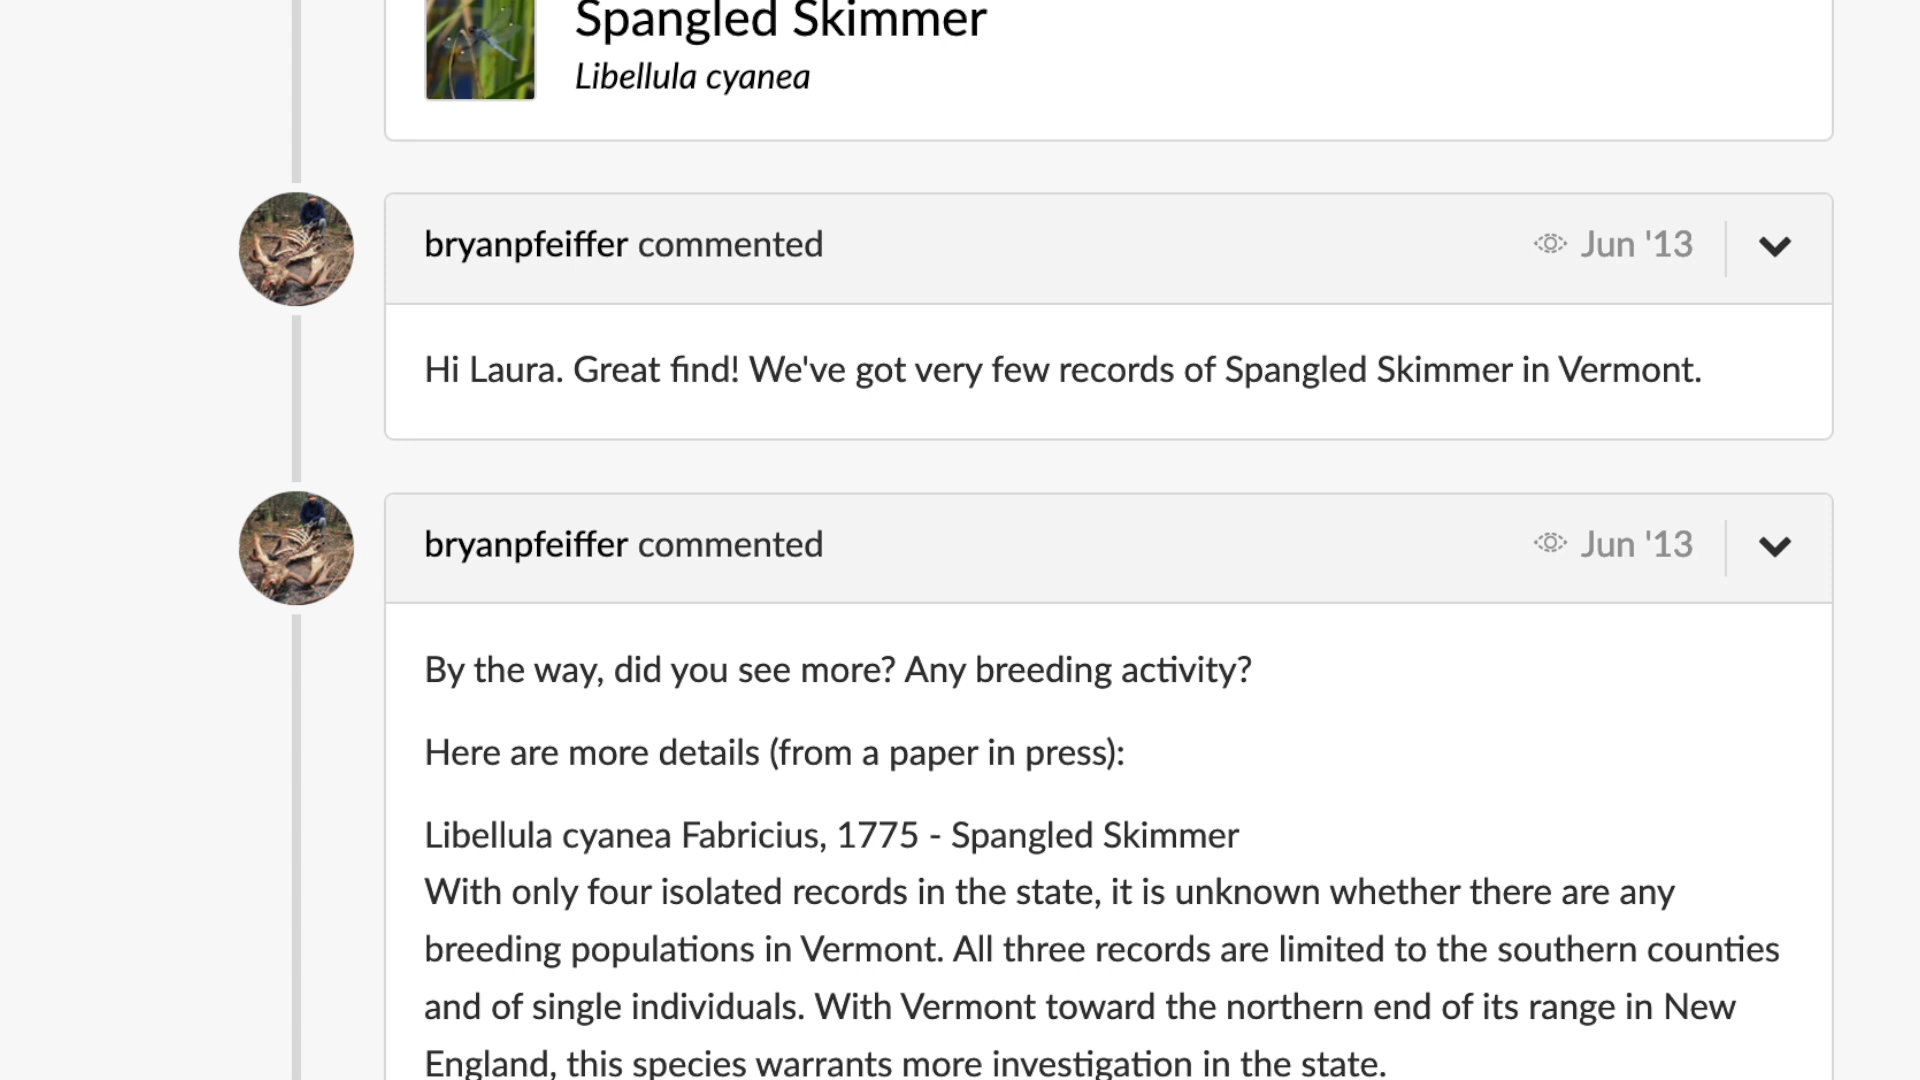 Spangled Skimmer
Libellula cyanea
bryanpfeiffer commented
Jun '13
Hi Laura. Great find! We've got very few records of Spangled Skimmer in Vermont.
bryanpfeiffer commented
Jun '13
By the way, did you see more? Any breeding activity?
Here are more details (from a paper in press):
Libellula cyanea Fabricius, 1775 - Spangled Skimmer
With only four isolated records in the state, it is unknown whether there are any
breeding populations in Vermont. All three records are limited to the southern counties
and of single individuals. With Vermont toward the northern end of its range in New
England, this species warrants more investigation in the state.